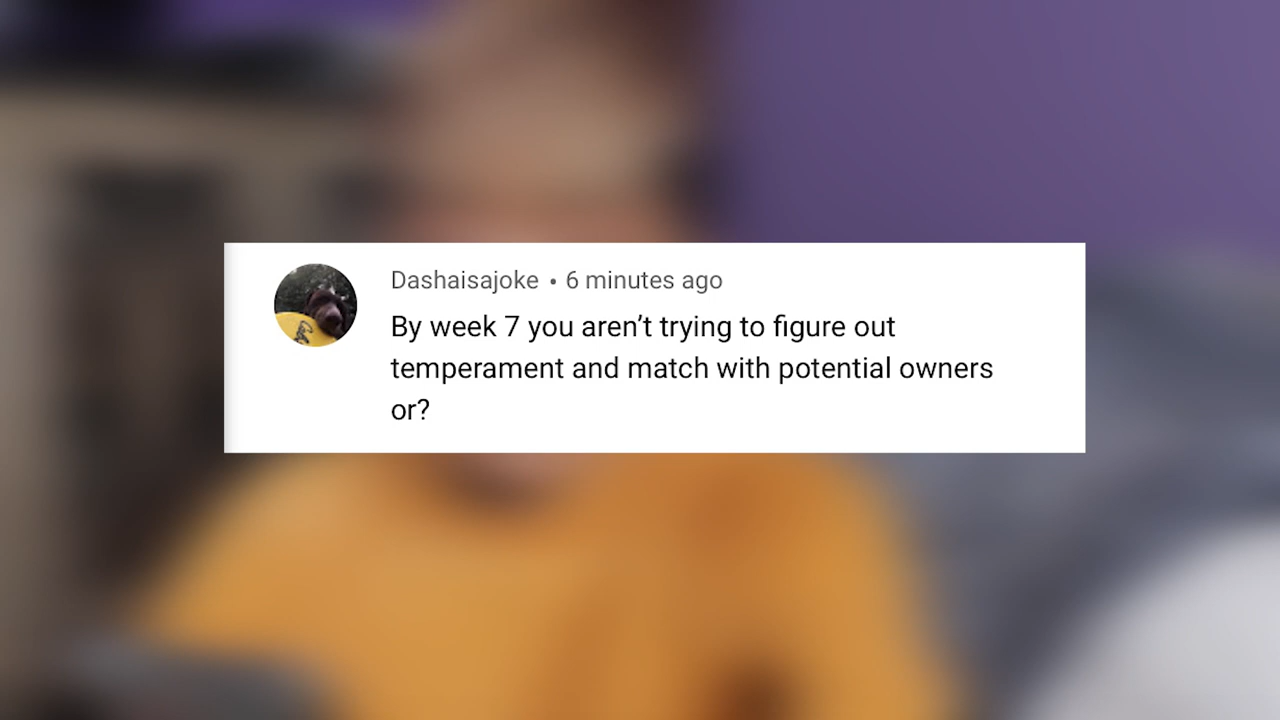 Dashaisajoke • 6 minutes ago
By week 7 you aren’t trying to figure out
temperament and match with potential owners
or?